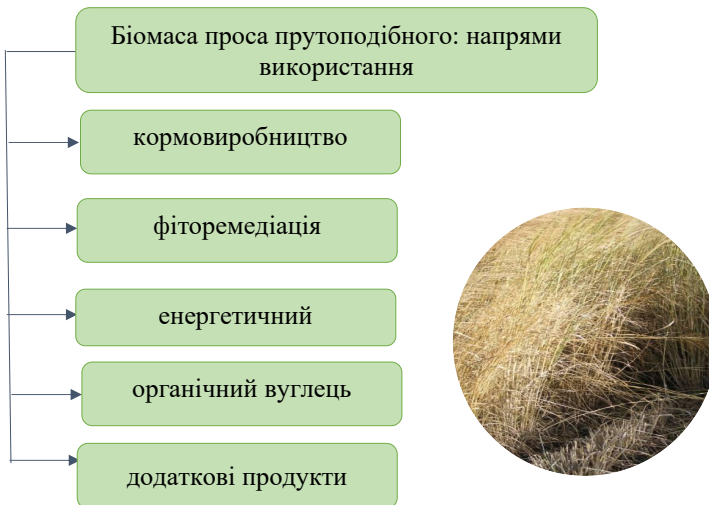 Біомаса проса прутоподібного: напрями
використання
кормовиробництво
фіторемедіація
енергетичний
органічний вуглець
додаткові продукти